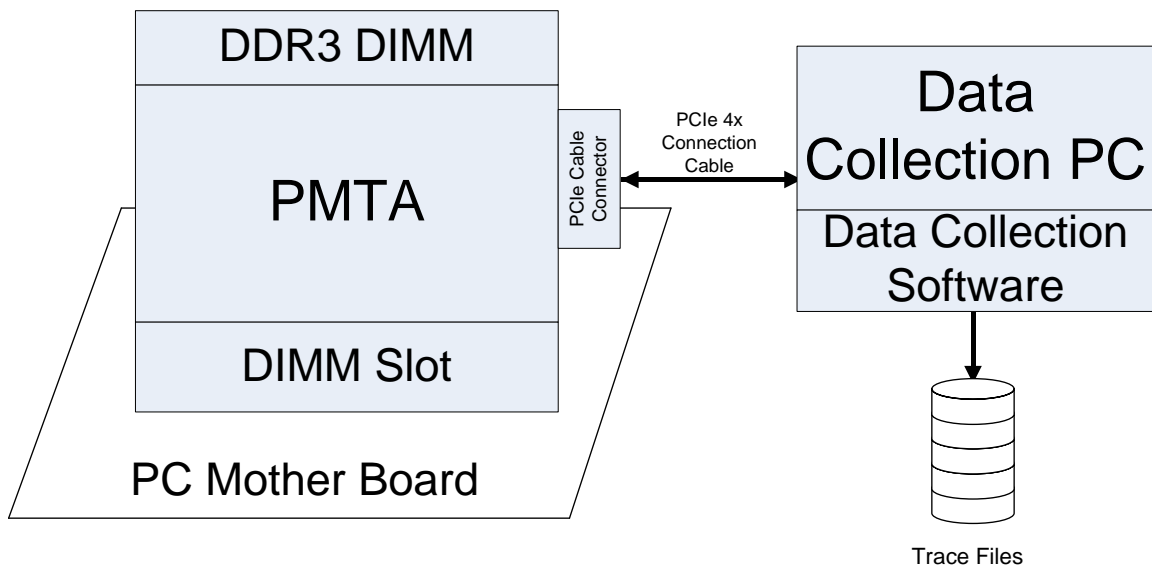 DDR3 DIMM
PMTA
DIMM Slot
PC Mother Board
PCIe Cable
Connector
PCIe 4x
Connection
Cable
Data
Collection PC
Data Collection
Software
Trace Files